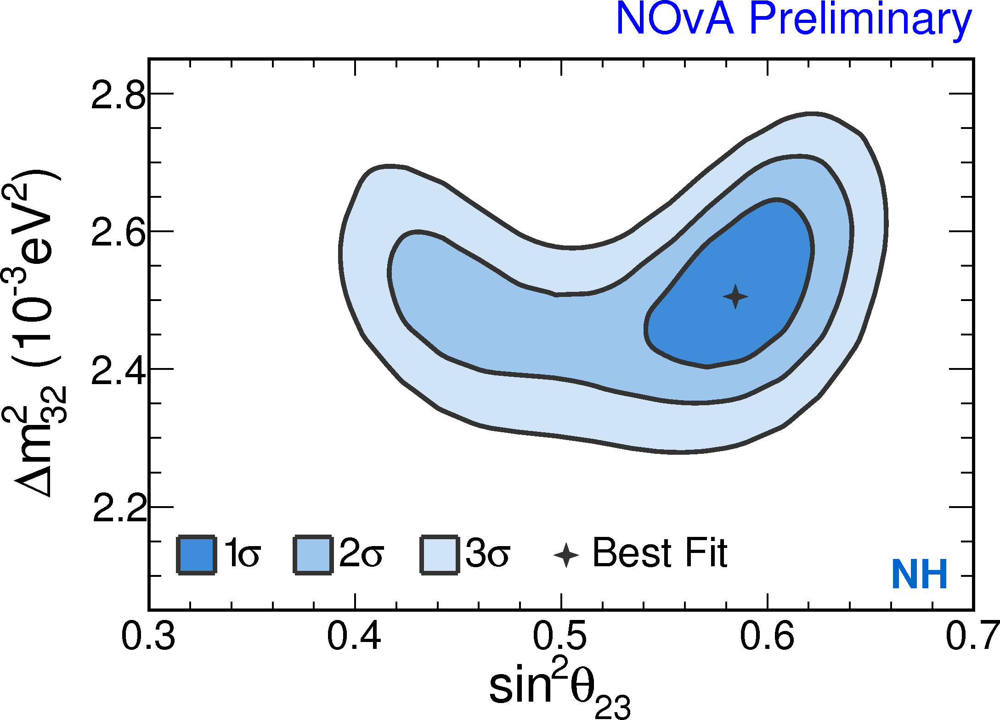 NOvA Preliminary
Δm²₃₂ (10⁻³eV²)
2.8
2.6
2.4
2.2
1σ 2σ 3σ Best Fit
NH
0.3 0.4 0.5 0.6 0.7
sin²θ₂₃